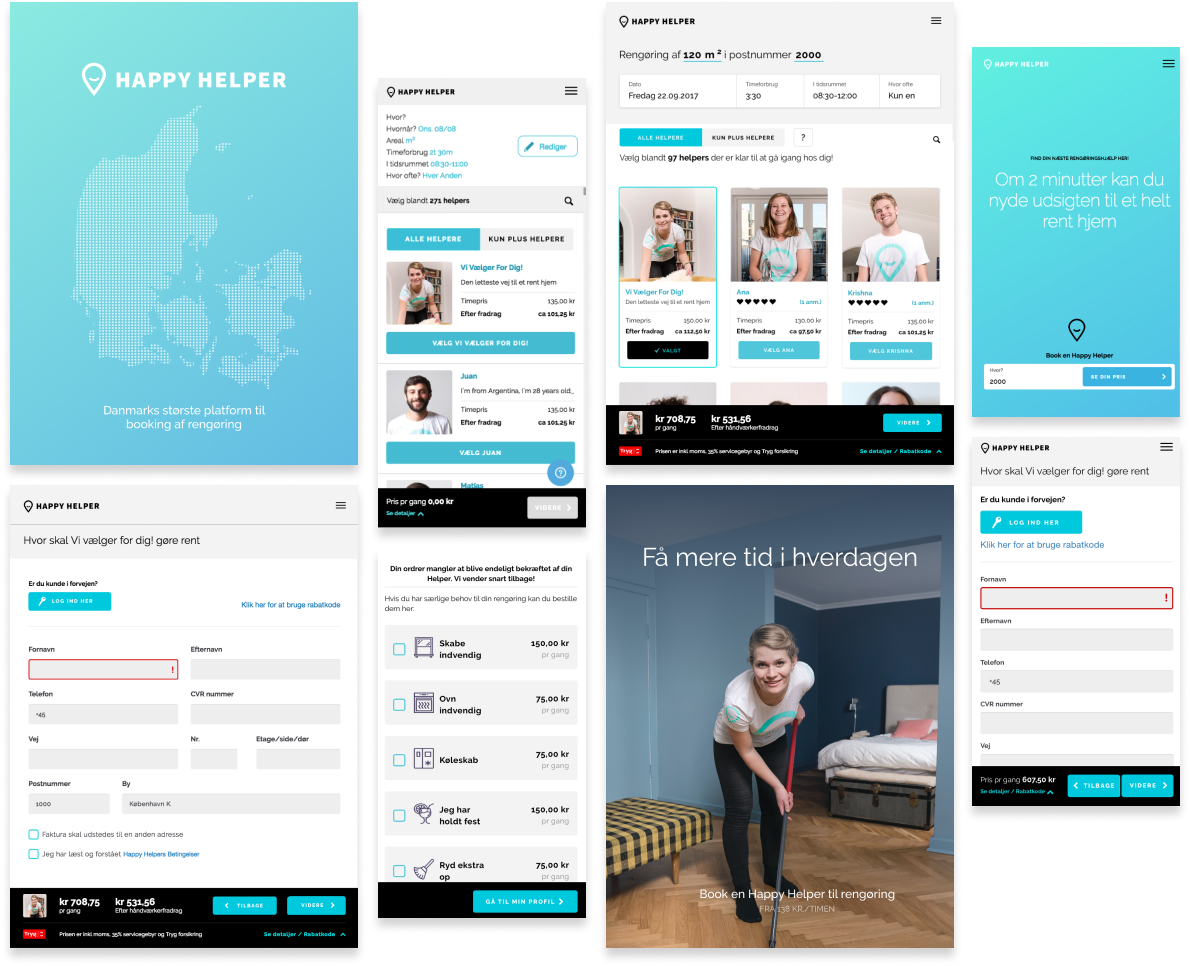 HAPPY HELPER
Danmarks største platform til
booking af rengøring
HAPPY HELPER
Hvor?
Hvornår? Ons. 08/08
Areal m²
Timeforbrug 2t 30m
I tidsrummet 08:30-11:00
Hvor ofte? Hver Anden
Rediger
Vælg blandt 271 helpers
ALLE HELPERE
KUN PLUS HELPERE
Vi Vælger For Dig!
Den letteste vej til et rent hjem
Timepris 135,00 kr
Efter fradrag ca 101,25 kr
VÆLG VI VÆLGER FOR DIG!
Juan
I'm from Argentina, I'm 28 years old,
Timepris 135,00 kr
Efter fradrag ca 101,25 kr
VÆLG JUAN
Matias
Pris pr gang 0,00 kr
Se detaljer
VIDERE
HAPPY HELPER
Rengøring af 120 m ² i postnummer 2000
Dato
Fredag 22.09.2017
Timeforbrug
3:30
I tidsrummet
08:30-12:00
Hvor ofte
Kun en
ALLE HELPERE
KUN PLUS HELPERE
?
Vælg blandt 97 helpers der er klar til at gå igang hos dig!
Vi Vælger For Dig!
Den letteste vej til et rent hjem
Timepris 150,00 kr
Efter fradrag ca 112,50 kr
VALGT
Ana
(1 anm.)
Timepris 130,00 kr
Efter fradrag ca 97,50 kr
VÆLG ANA
Krishna
(1 anm.)
Timepris 135,00 kr
Efter fradrag ca 101,25 kr
VÆLG KRISHNA
kr 708,75
pr gang
kr 531,56
Efter håndværkerfradrag
VIDERE
Tryg
Prisen er inkl moms, 35% servicegebyr og Tryg forsikring
Se detaljer / Rabatkode
HAPPY HELPER
FIND DIN NÆSTE RENGØRINGSHJÆLP HER!
Om 2 minutter kan du
nyde udsigten til et helt
rent hjem
Book en Happy Helper
Hvor?
2000
SE DIN PRIS
HAPPY HELPER
Hvor skal Vi vælger for dig! gøre rent
Er du kunde i forvejen?
LOG IND HER
Klik her for at bruge rabatkode
Fornavn
!
Efternavn
Telefon
+45
CVR nummer
Vej
Nr.
Etage/side/dør
Postnummer
1000
By
København K
Faktura skal udstedes til en anden adresse
Jeg har læst og forstået Happy Helpers Betingelser
kr 708,75
pr gang
kr 531,56
Efter håndværkerfradrag
TILBAGE
VIDERE
Tryg
Prisen er inkl moms, 35% servicegebyr og Tryg forsikring
Se detaljer / Rabatkode
Din ordrer mangler at blive endeligt bekræftet af din
Helper. Vi vender snart tilbage!
Hvis du har særlige behov til din rengøring kan du bestille
dem her.
Skabe
indvendig
150,00 kr
pr gang
Ovn
indvendig
75,00 kr
pr gang
Køleskab
75,00 kr
pr gang
Jeg har
holdt fest
150,00 kr
pr gang
Ryd ekstra
op
75,00 kr
pr gang
GÅ TIL MIN PROFIL
Få mere tid i hverdagen
Book en Happy Helper til rengøring
FRA 138 KR./TIMEN
HAPPY HELPER
Hvor skal Vi vælger for dig! gøre rent
Er du kunde i forvejen?
LOG IND HER
Klik her for at bruge rabatkode
Fornavn
!
Efternavn
Telefon
+45
CVR nummer
Vej
Pris pr gang 607,50 kr
Se detaljer / Rabatkode
TILBAGE
VIDERE